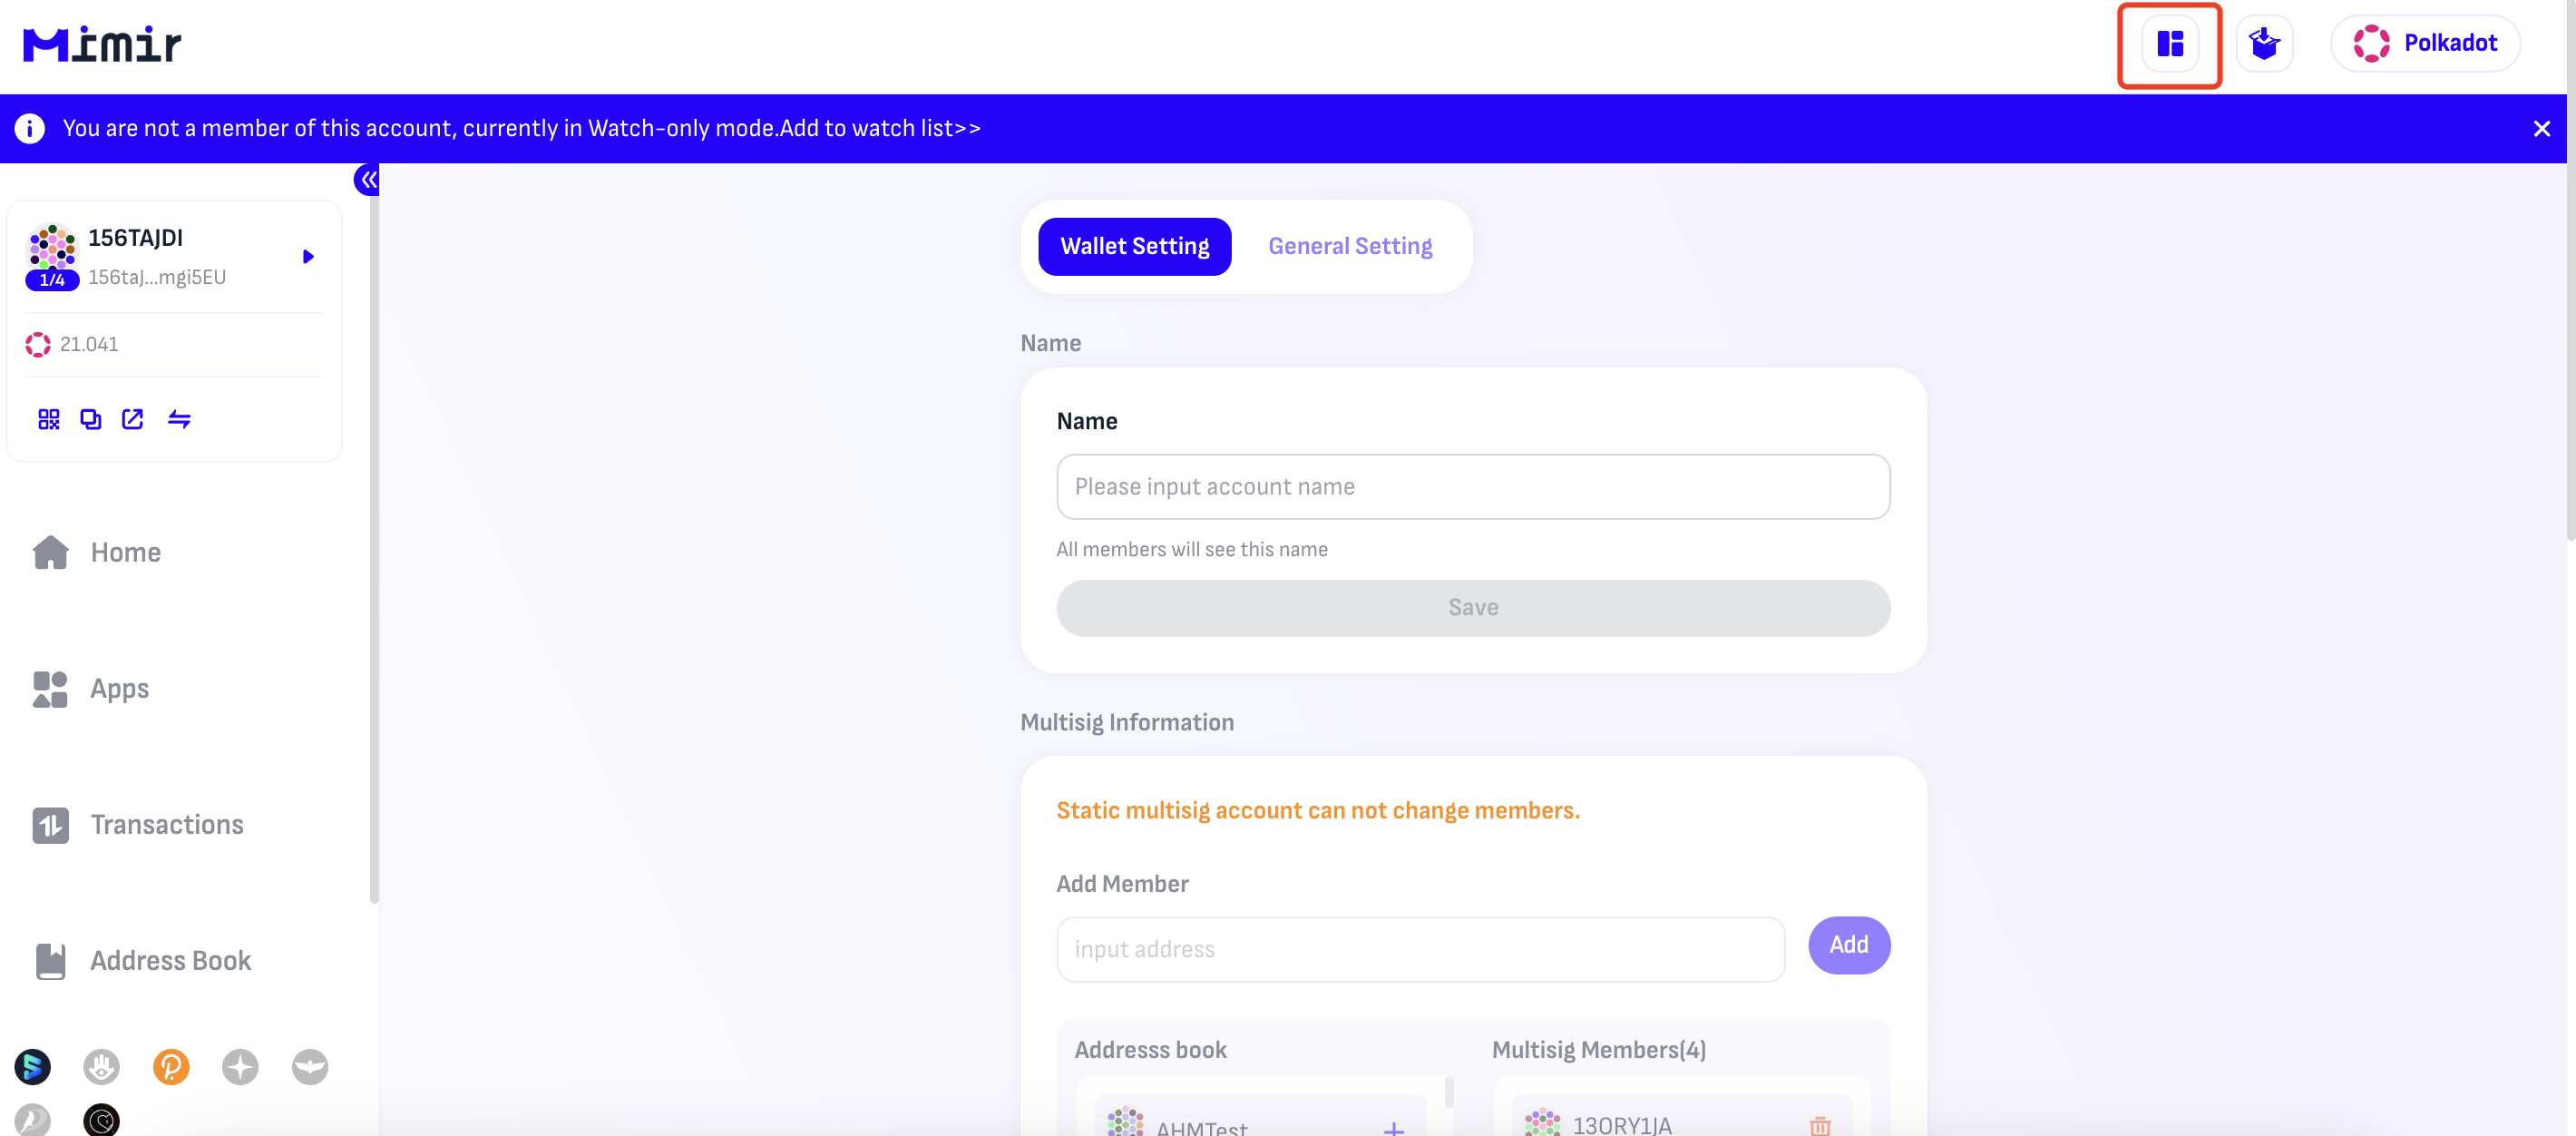 Mimir
Polkadot
You are not a member of this account, currently in Watch-only mode.Add to watch list>>
156TAJDI
1/4
156taJ...mgi5EU
21.041
Home
Apps
Transactions
Address Book
Wallet Setting
General Setting
Name
Name
Please input account name
All members will see this name
Save
Multisig Information
Static multisig account can not change members.
Add Member
input address
Add
Addresss book
Multisig Members(4)
AHMTest
13ORY1JA